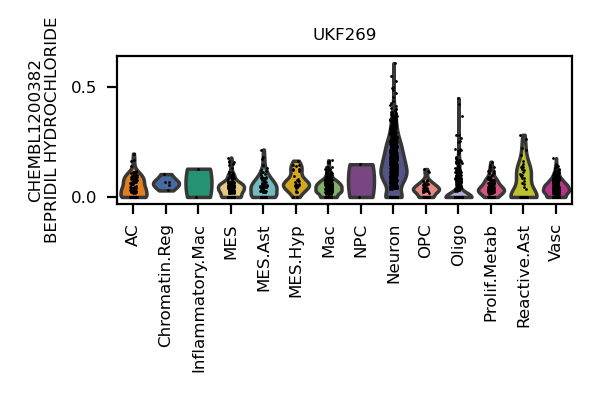 UKF269
CHEMBL1200382
BEPRIDIL HYDROCHLORIDE
0.5
0.0
AC
Chromatin.Reg
Inflammatory.Mac
MES
MES.Ast
MES.Hyp
Mac
NPC
Neuron
OPC
Oligo
Prolif.Metab
Reactive.Ast
Vasc